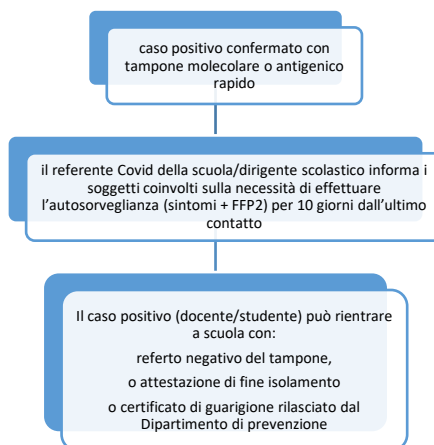 caso positivo confermato con
tampone molecolare o antigenico
rapido
il referente Covid della scuola/dirigente scolastico informa i
soggetti coinvolti sulla necessità di effettuare
l'autosorveglianza (sintomi + FFP2) per 10 giorni dall'ultimo
contatto
Il caso positivo (docente/studente) può rientrare
a scuola con:
referto negativo del tampone,
o attestazione di fine isolamento
o certificato di guarigione rilasciato dal
Dipartimento di prevenzione